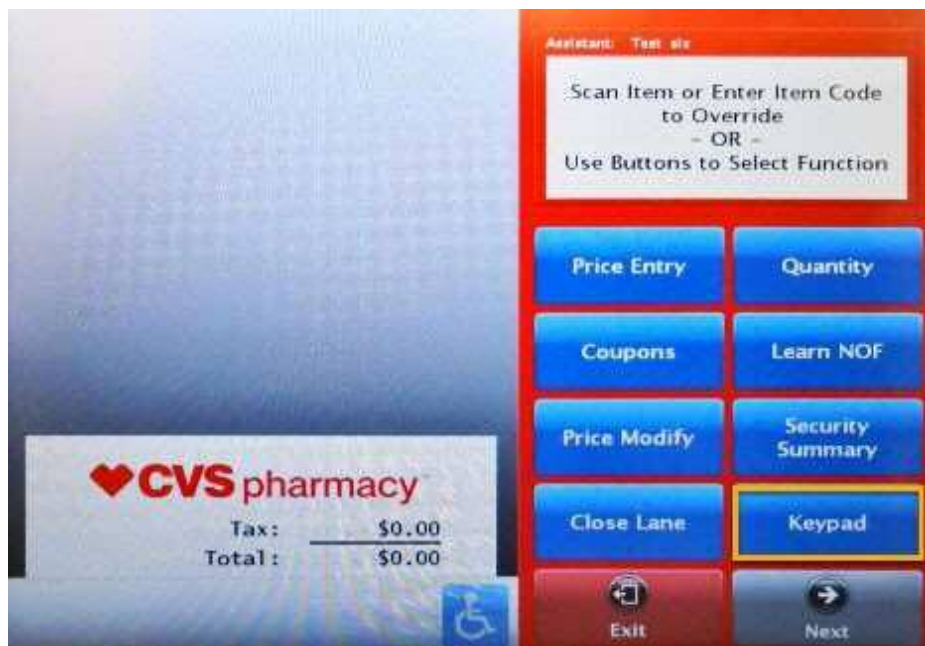 Assistant: Test six
Scan Item or Enter Item Code
to Override
- OR -
Use Buttons to Select Function
Price Entry
Quantity
Coupons
Learn NOF
Price Modify
Security
Summary
Close Lane
Keypad
Exit
Next
CVS pharmacy
Tax: $0.00
Total: $0.00